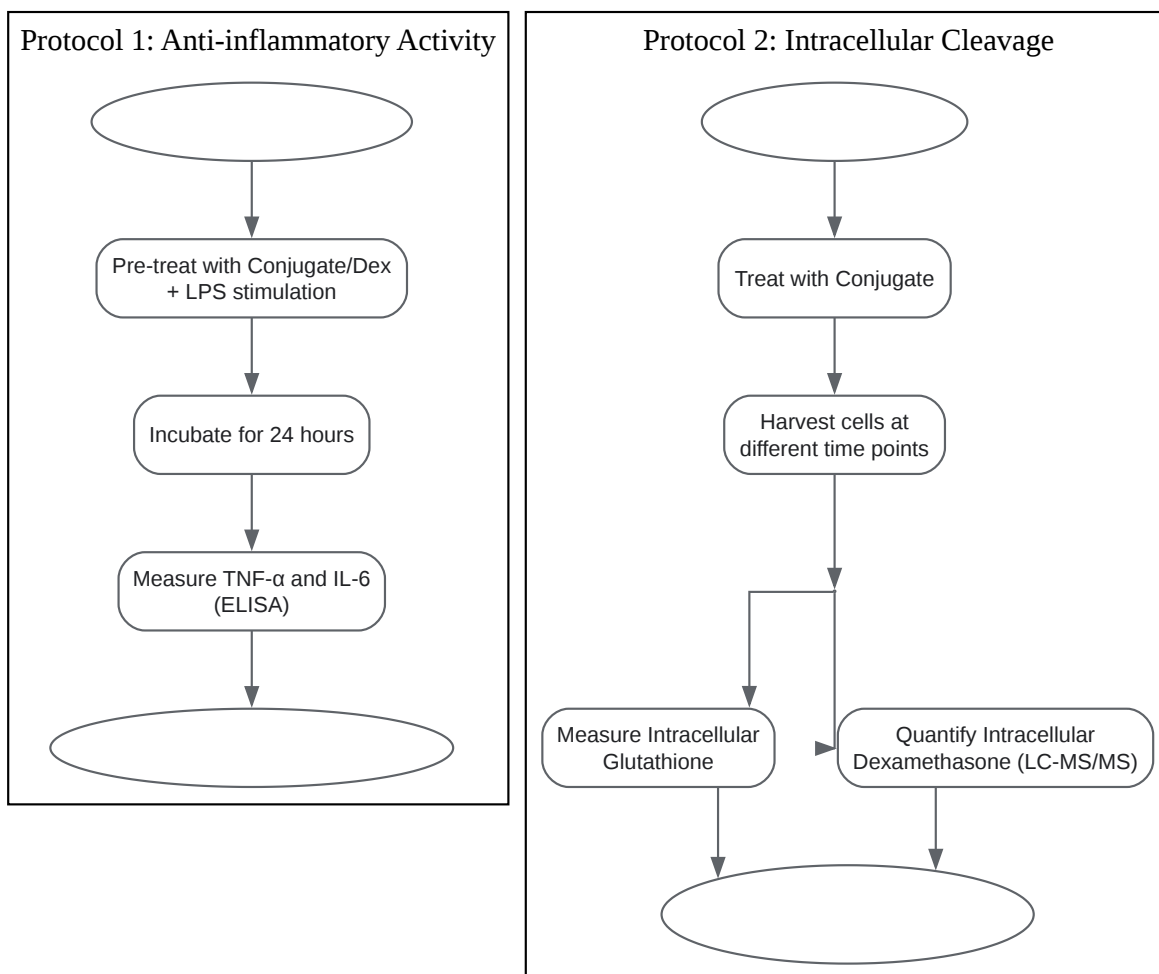 Protocol 1: Anti-inflammatory Activity
Pre-treat with Conjugate/Dex
+ LPS stimulation
Incubate for 24 hours
Measure TNF-α and IL-6
(ELISA)
Protocol 2: Intracellular Cleavage
Treat with Conjugate
Harvest cells at
different time points
Measure Intracellular
Glutathione
Quantify Intracellular
Dexamethasone (LC-MS/MS)